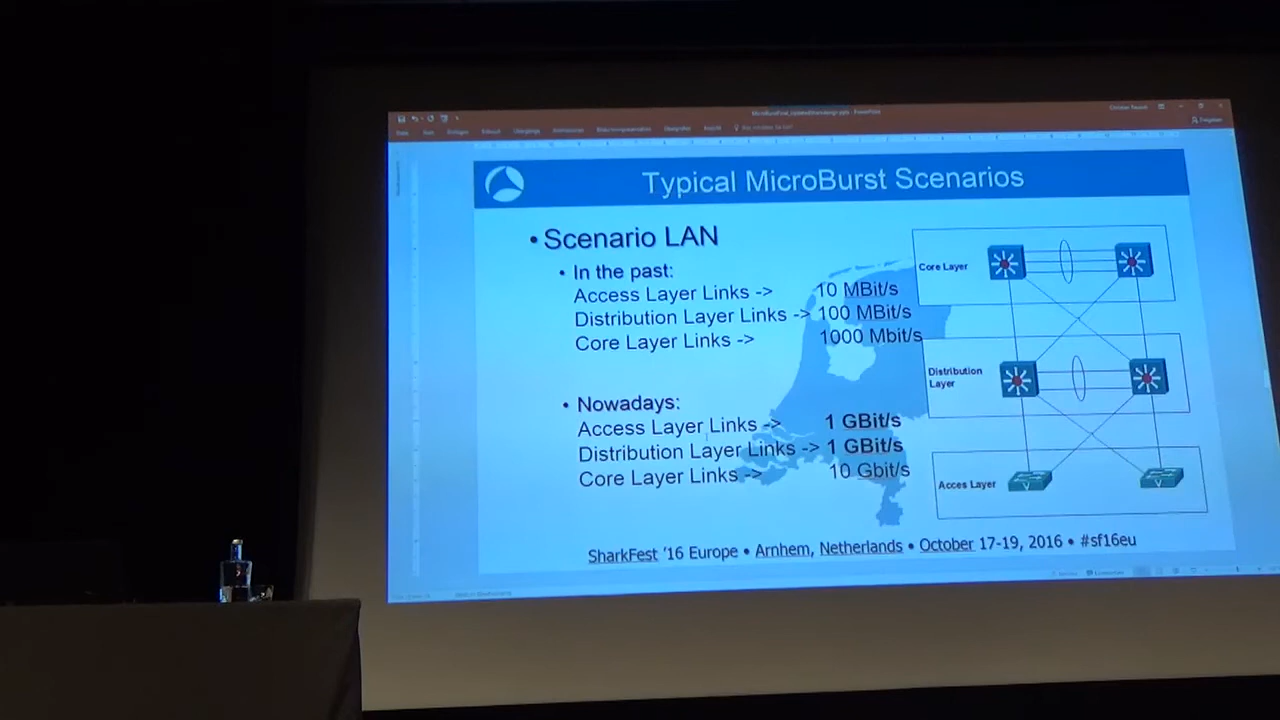 Typical MicroBurst Scenarios
• Scenario LAN
• In the past:
Access Layer Links -> 10 MBit/s
Distribution Layer Links -> 100 MBit/s
Core Layer Links -> 1000 Mbit/s
• Nowadays:
Access Layer Links -> 1 GBit/s
Distribution Layer Links -> 1 GBit/s
Core Layer Links -> 10 Gbit/s
Core Layer
Distribution
Layer
Acces Layer
SharkFest '16 Europe • Arnhem, Netherlands • October 17-19, 2016 • #sf16eu